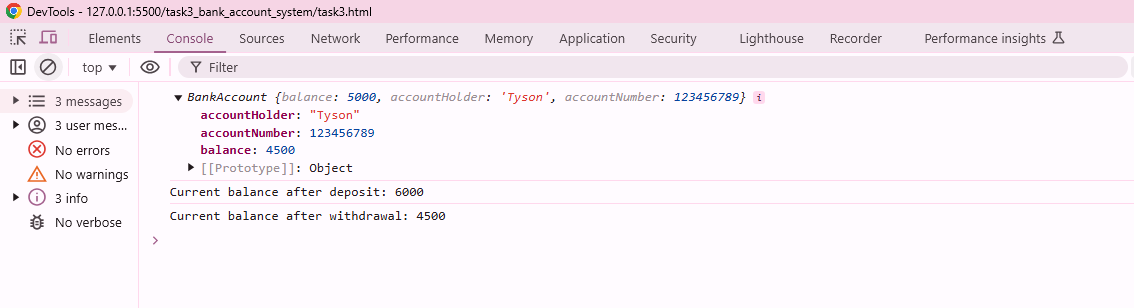 DevTools - 127.0.0.1:5500/task3_bank_account_system/task3.html
Elements Console Sources Network Performance Memory Application Security Lighthouse Recorder Performance insights
top Filter
3 messages
3 user mes...
No errors
No warnings
3 info
No verbose
BankAccount {balance: 5000, accountHolder: 'Tyson', accountNumber: 123456789} i
accountHolder: "Tyson"
accountNumber: 123456789
balance: 4500
[[Prototype]]: Object
Current balance after deposit: 6000
Current balance after withdrawal: 4500